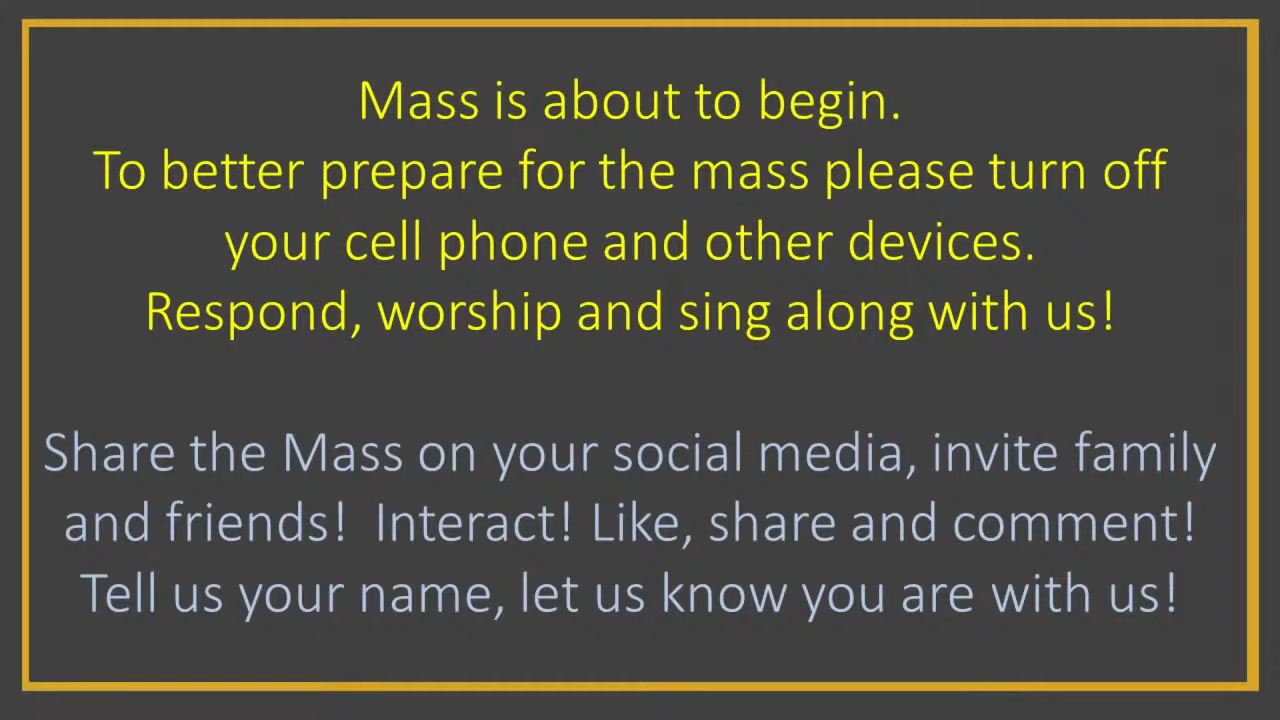 Mass is about to begin.
To better prepare for the mass please turn off
your cell phone and other devices.
Respond, worship and sing along with us!
Share the Mass on your social media, invite family
and friends!  Interact! Like, share and comment!
Tell us your name, let us know you are with us!